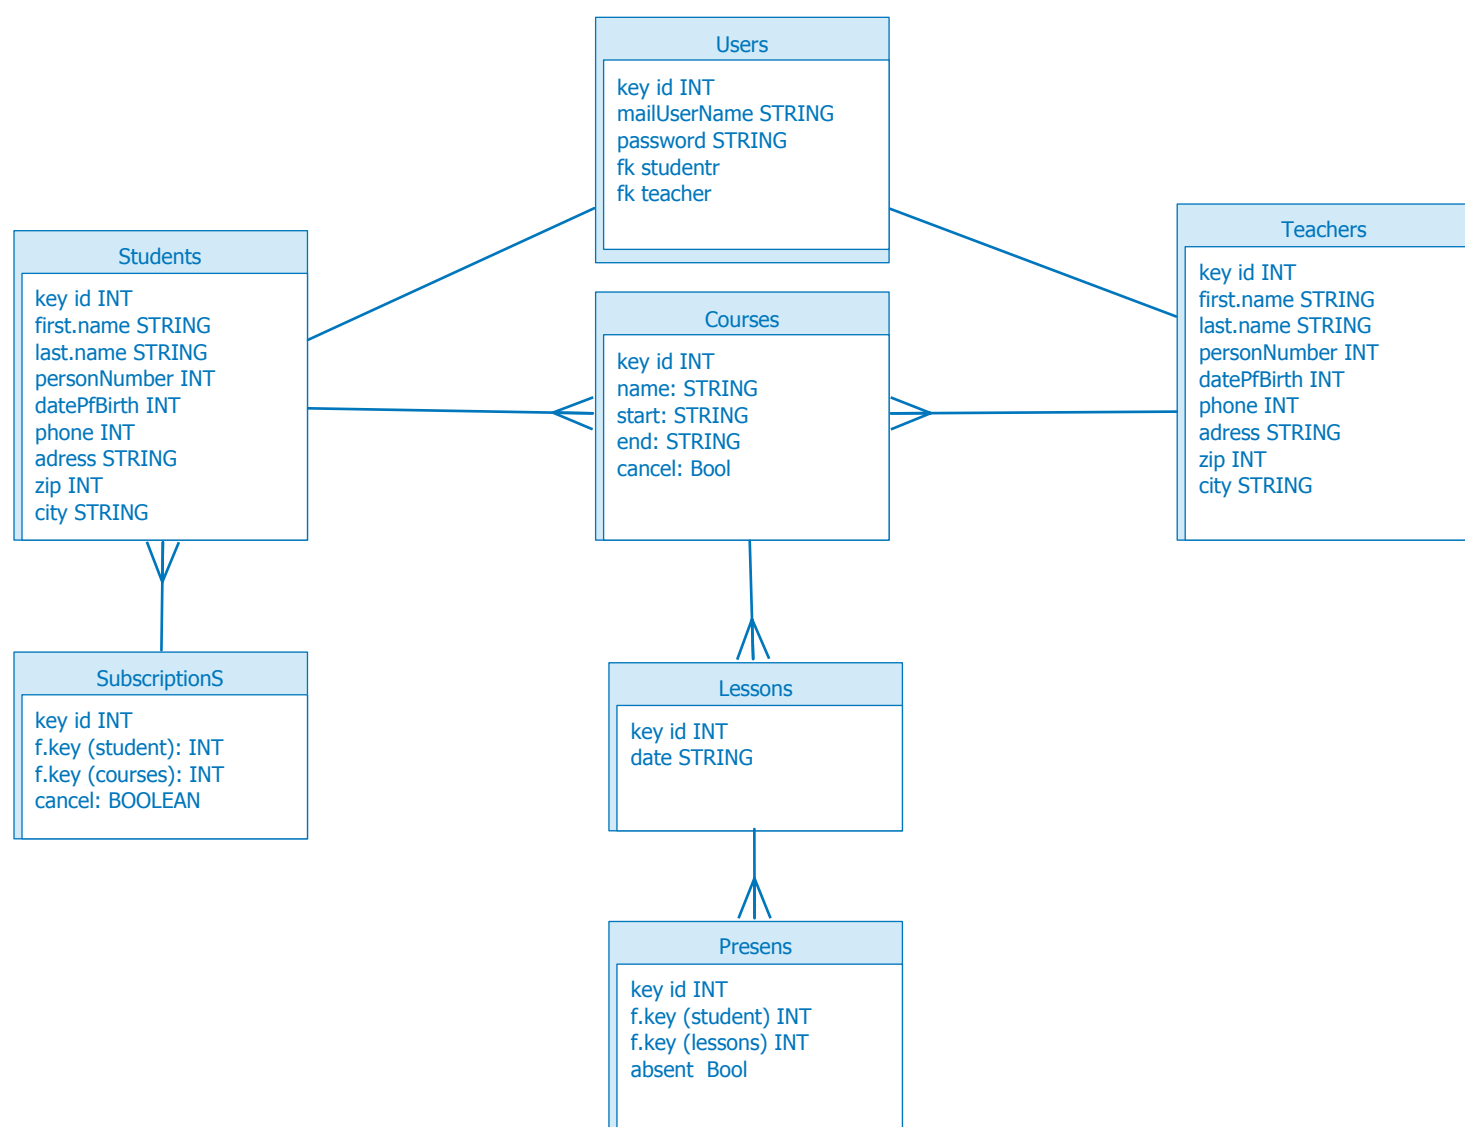 Users
key id INT
mailUserName STRING
password STRING
fk studentr
fk teacher
Students
key id INT
first.name STRING
last.name STRING
personNumber INT
datePfBirth INT
phone INT
adress STRING
zip INT
city STRING
Courses
key id INT
name: STRING
start: STRING
end: STRING
cancel: Bool
Teachers
key id INT
first.name STRING
last.name STRING
personNumber INT
datePfBirth INT
phone INT
adress STRING
zip INT
city STRING
SubscriptionS
key id INT
f.key (student): INT
f.key (courses): INT
cancel: BOOLEAN
Lessons
key id INT
date STRING
Presens
key id INT
f.key (student) INT
f.key (lessons) INT
absent  Bool